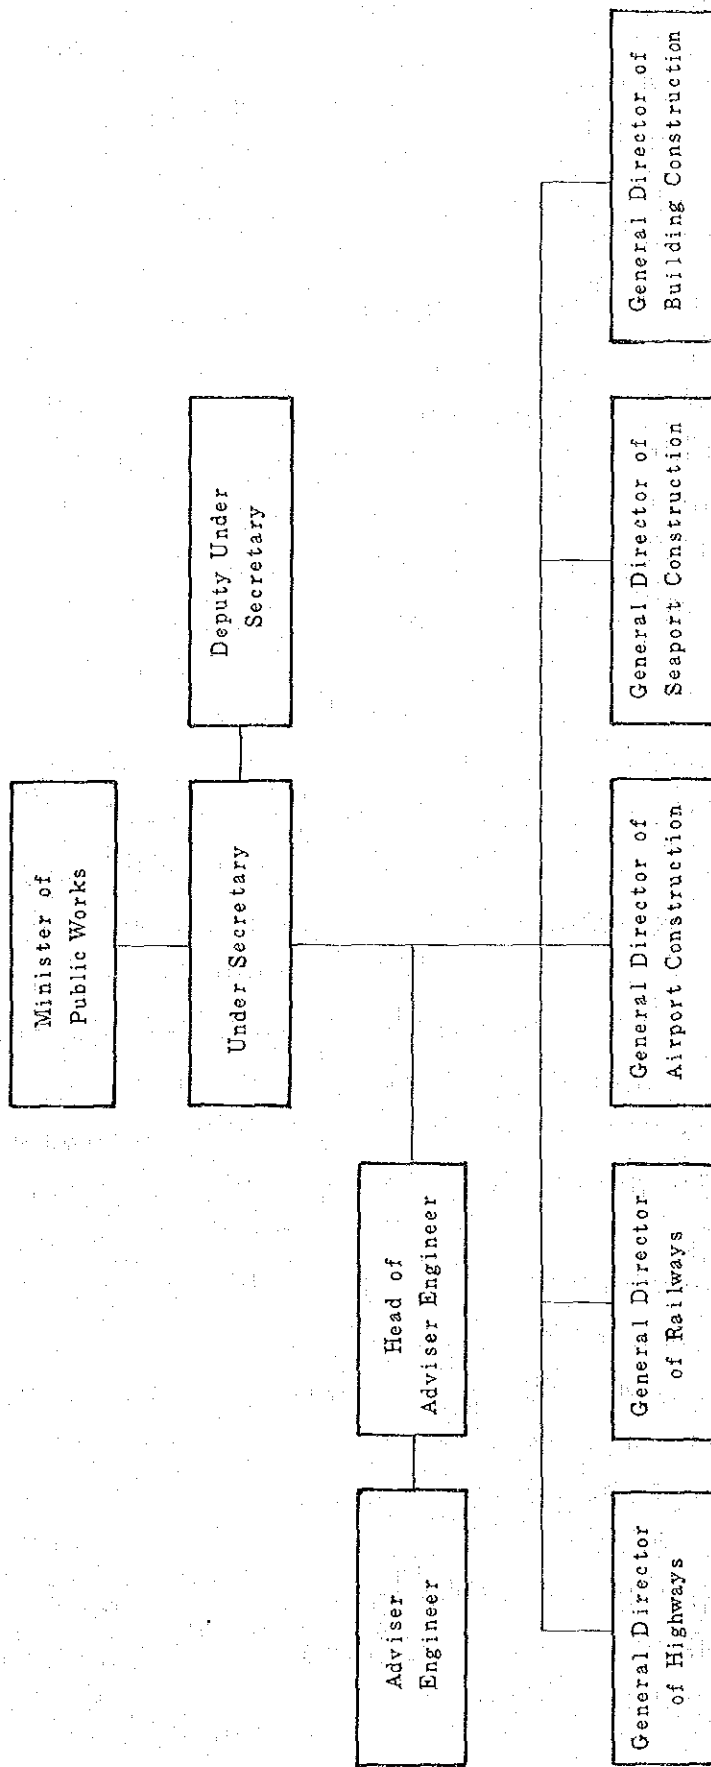 Minister of
Public Works
Under Secretary
Deputy Under
Secretary
Adviser
Engineer
Head of
Adviser Engineer
General Director
of Highways
General Director
of Railways
General Director of
Airport Construction
General Director of
Seaport Construction
General Director of
Building Construction